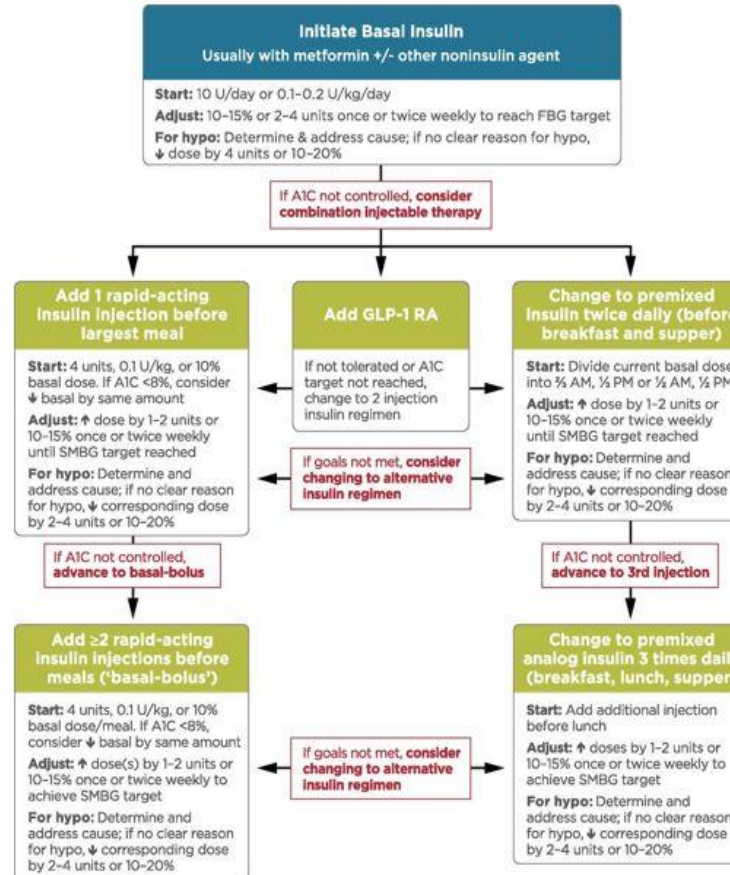 Initiate Basal Insulin
Usually with metformin +/- other noninsulin agent
Start: 10 U/day or 0.1–0.2 U/kg/day
Adjust: 10–15% or 2–4 units once or twice weekly to reach FBG target
For hypo: Determine & address cause; if no clear reason for hypo,
↓ dose by 4 units or 10–20%
If A1C not controlled, consider
combination injectable therapy
Add 1 rapid-acting
insulin injection before
largest meal
Start: 4 units, 0.1 U/kg, or 10%
basal dose. If A1C <8%, consider
↓ basal by same amount
Adjust: ↑ dose by 1–2 units or
10–15% once or twice weekly
until SMBG target reached
For hypo: Determine and
address cause; if no clear reason
for hypo, ↓ corresponding dose
by 2–4 units or 10–20%
Add GLP-1 RA
If not tolerated or A1C
target not reached,
change to 2 injection
insulin regimen
Change to premixed
insulin twice daily (before
breakfast and supper)
Start: Divide current basal dose
into ⅔ AM, ⅓ PM or ½ AM, ½ PM
Adjust: ↑ dose by 1–2 units or
10–15% once or twice weekly
until SMBG target reached
For hypo: Determine and
address cause; if no clear reason
for hypo, ↓ corresponding dose
by 2–4 units or 10–20%
If goals not met, consider
changing to alternative
insulin regimen
If A1C not controlled,
advance to basal-bolus
If A1C not controlled,
advance to 3rd injection
Add ≥2 rapid-acting
insulin injections before
meals ('basal-bolus')
Start: 4 units, 0.1 U/kg, or 10%
basal dose/meal. If A1C <8%,
consider ↓ basal by same amount
Adjust: ↑ dose(s) by 1–2 units or
10–15% once or twice weekly to
achieve SMBG target
For hypo: Determine and
address cause; if no clear reason
for hypo, ↓ corresponding dose
by 2–4 units or 10–20%
If goals not met, consider
changing to alternative
insulin regimen
Change to premixed
analog insulin 3 times dail
(breakfast, lunch, supper
Start: Add additional injection
before lunch
Adjust: ↑ doses by 1–2 units or
10–15% once or twice weekly to
achieve SMBG target
For hypo: Determine and
address cause; if no clear reason
for hypo, ↓ corresponding dose
by 2–4 units or 10–20%